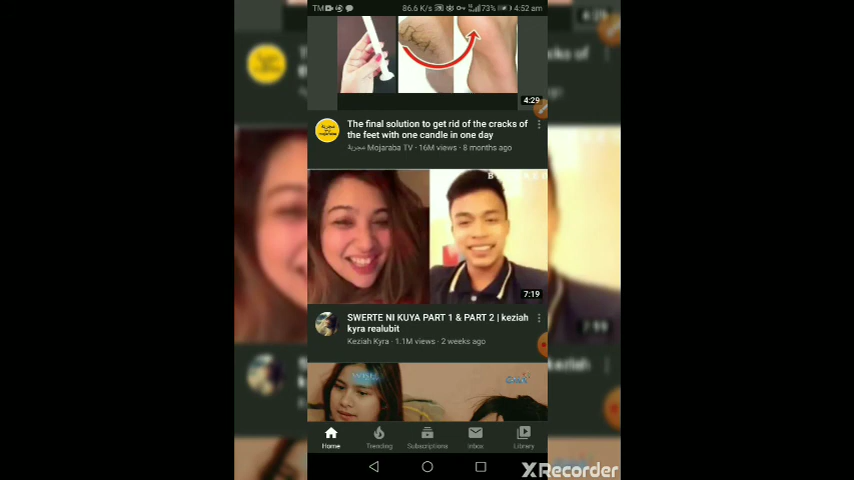 TM 86.6 K/s 73% 4:52 am
4:29
The final solution to get rid of the cracks of
the feet with one candle in one day
مجربة Mojaraba TV · 16M views · 8 months ago
7:19
SWERTE NI KUYA PART 1 & PART 2 | keziah
kyra realubit
Keziah Kyra · 1.1M views · 2 weeks ago
Home Trending Subscriptions Inbox Library
XRecorder